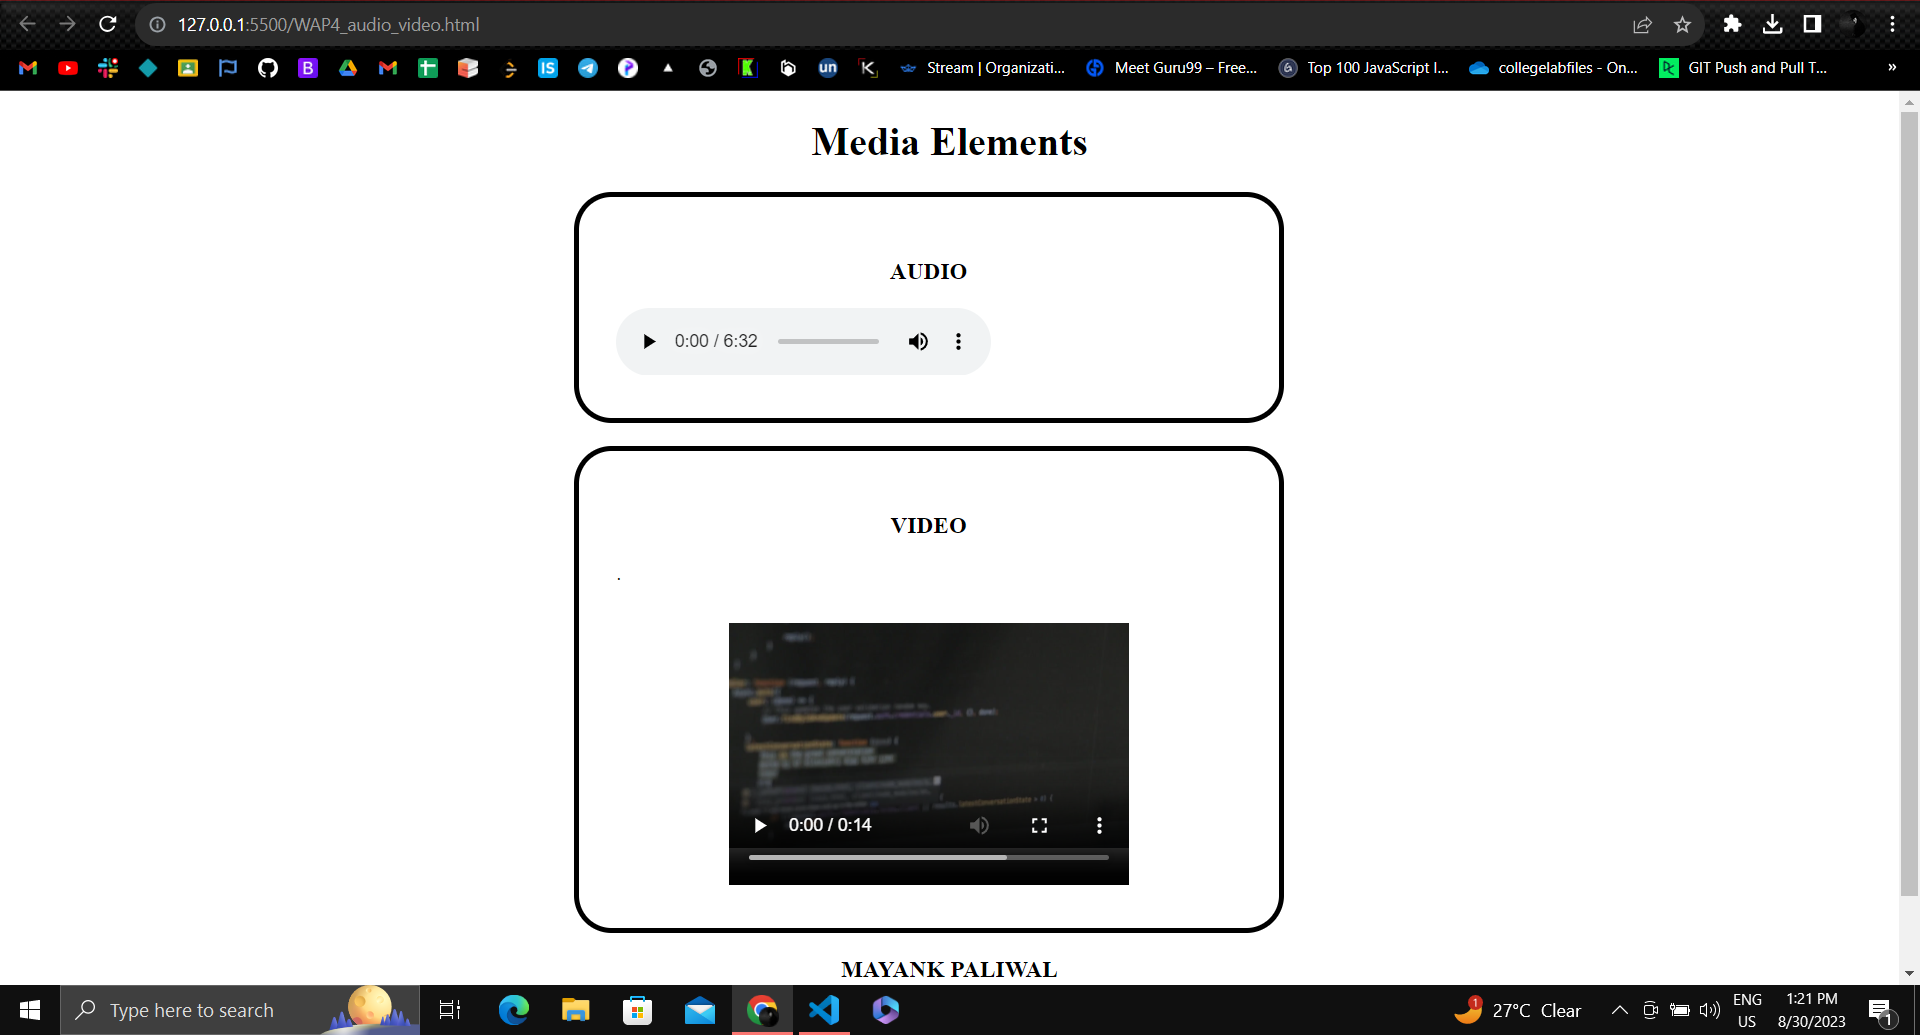 127.0.0.1:5500/WAP4_audio_video.html
Stream | Organizati... Meet Guru99 – Free... Top 100 JavaScript I... collegelabfiles - On... GIT Push and Pull T... »
Media Elements
AUDIO
0:00 / 6:32
VIDEO
.
0:00 / 0:14
MAYANK PALIWAL
Type here to search
1
27°C Clear
ENG
US
1:21 PM
8/30/2023
1